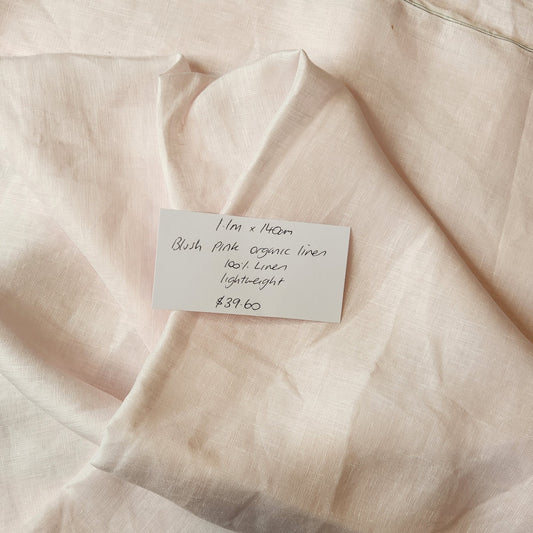 1.1m x 140cm
Blush Pink organic linen
100% Linen
lightweight
$39.60